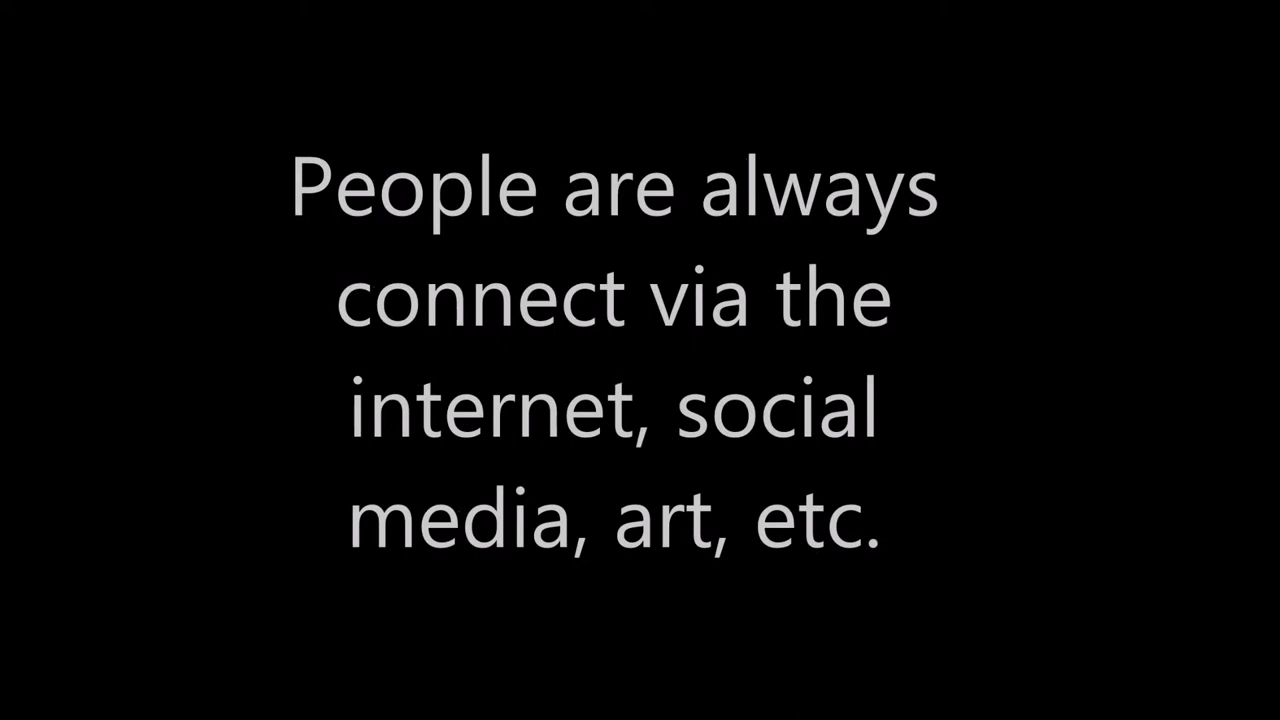 People are always
connect via the
internet, social
media, art, etc.